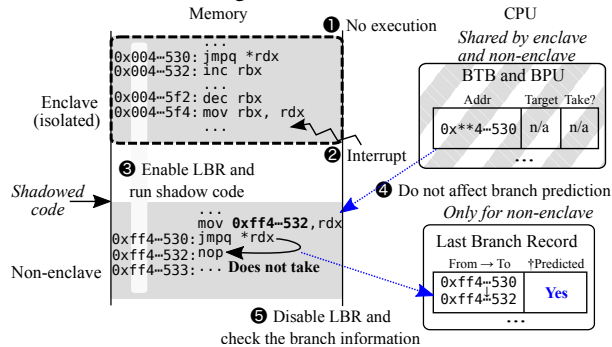 Memory
CPU
❶ No execution
Shared by enclave
and non-enclave
...
0x004⋯530: jmpq *rdx
0x004⋯532: inc rbx
...
0x004⋯5f2: dec rbx
0x004⋯5f4: mov rbx, rdx
...
Enclave
(isolated)
BTB and BPU
Addr Target Take?
0x**4⋯530 n/a n/a
...
❷ Interrupt
❸ Enable LBR and
run shadow code
❹ Do not affect branch prediction
Shadowed
code
Only for non-enclave
...
mov 0xff4⋯532,rdx
0xff4⋯530: jmpq *rdx
0xff4⋯532: nop
0xff4⋯533: ... Does not take
Non-enclave
Last Branch Record
From → To †Predicted
0xff4⋯530
↓
0xff4⋯532
Yes
...
❺ Disable LBR and
check the branch information